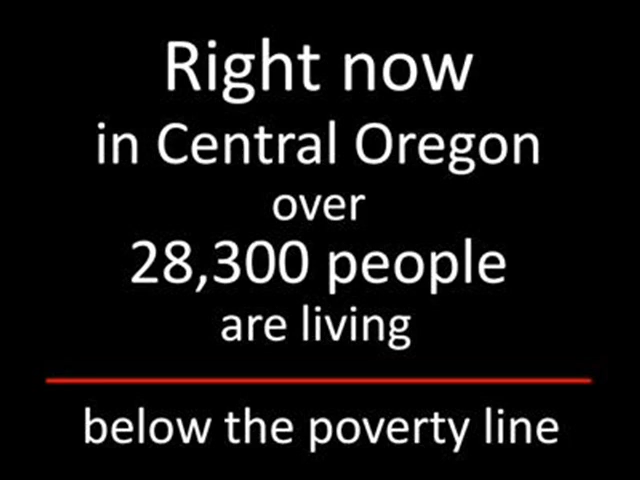 Right now
in Central Oregon
over
28,300 people
are living
below the poverty line